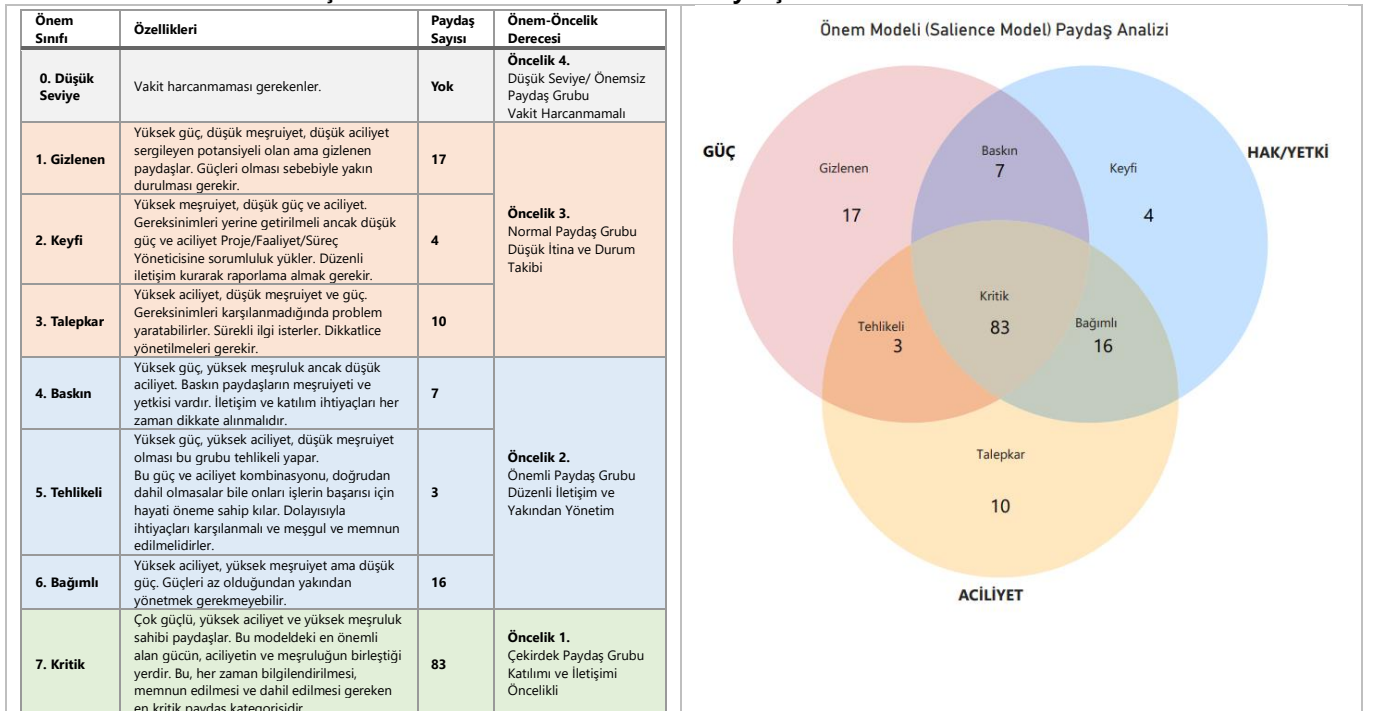 Önem Sınıfı
Özellikleri
Paydaş Sayısı
Önem-Öncelik Derecesi
0. Düşük Seviye
Vakit harcanmaması gerekenler.
Yok
Öncelik 4.
Düşük Seviye/ Önemsiz
Paydaş Grubu
Vakit Harcanmamalı
1. Gizlenen
Yüksek güç, düşük meşruiyet, düşük aciliyet
sergileyen potansiyeli olan ama gizlenen
paydaşlar. Güçleri olması sebebiyle yakın
durulması gerekir.
17
Öncelik 3.
Normal Paydaş Grubu
Düşük İtina ve Durum
Takibi
2. Keyfi
Yüksek meşruiyet, düşük güç ve aciliyet.
Gereksinimleri yerine getirilmeli ancak düşük
güç ve aciliyet Proje/Faaliyet/Süreç
Yöneticisine sorumluluk yükler. Düzenli
iletişim kurarak raporlama almak gerekir.
4
3. Talepkar
Yüksek aciliyet, düşük meşruiyet ve güç.
Gereksinimleri karşılanmadığında problem
yaratabilirler. Sürekli ilgi isterler. Dikkatlice
yönetilmeleri gerekir.
10
4. Baskın
Yüksek güç, yüksek meşruluk ancak düşük
aciliyet. Baskın paydaşların meşruiyeti ve
yetkisi vardır. İletişim ve katılım ihtiyaçları her
zaman dikkate alınmalıdır.
7
Öncelik 2.
Önemli Paydaş Grubu
Düzenli İletişim ve
Yakından Yönetim
5. Tehlikeli
Yüksek güç, yüksek aciliyet, düşük meşruiyet
olması bu grubu tehlikeli yapar.
Bu güç ve aciliyet kombinasyonu, doğrudan
dahil olmasalar bile onları işlerin başarısı için
hayati öneme sahip kılar. Dolayısıyla
ihtiyaçları karşılanmalı ve meşgul ve memnun
edilmelidirler.
3
6. Bağımlı
Yüksek aciliyet, yüksek meşruiyet ama düşük
güç. Güçleri az olduğundan yakından
yönetmek gerekmeyebilir.
16
7. Kritik
Çok güçlü, yüksek aciliyet ve yüksek meşruluk
sahibi paydaşlar. Bu modeldeki en önemli
alan gücün, aciliyetin ve meşruluğun birleştiği
yerdir. Bu, her zaman bilgilendirilmesi,
memnun edilmesi ve dahil edilmesi gereken
en kritik paydaş kategorisidir.
83
Öncelik 1.
Çekirdek Paydaş Grubu
Katılımı ve İletişimi
Öncelikli
Önem Modeli (Salience Model) Paydaş Analizi
GÜÇ
HAK/YETKİ
Gizlenen
17
Baskın
7
Keyfi
4
Kritik
83
Tehlikeli
3
Bağımlı
16
Talepkar
10
ACİLİYET